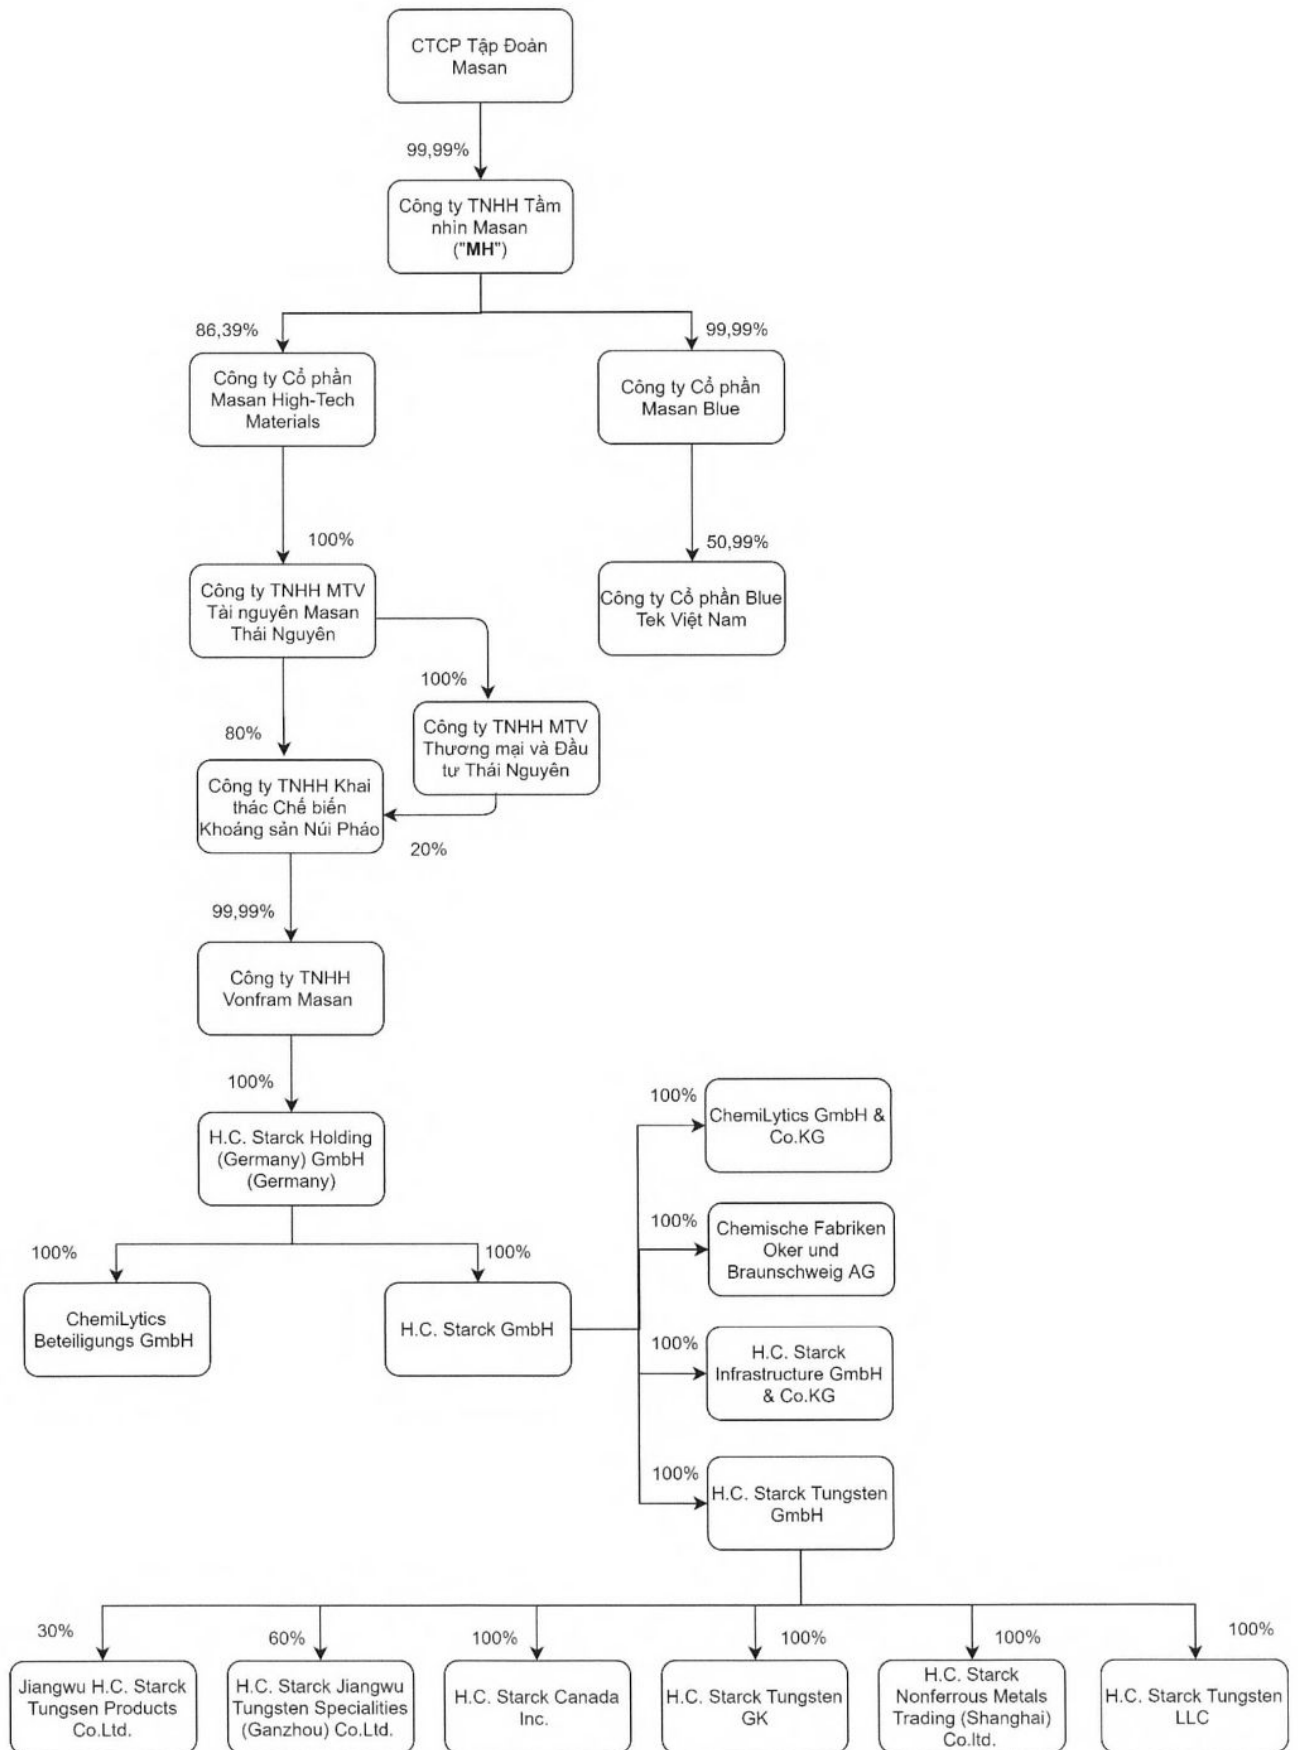 CTCP Tập Đoàn
Masan
99,99%
Công ty TNHH Tầm
nhìn Masan
("MH")
86,39%
99,99%
Công ty Cổ phần
Masan High-Tech
Materials
Công ty Cổ phần
Masan Blue
100%
50,99%
Công ty TNHH MTV
Tài nguyên Masan
Thái Nguyên
Công ty Cổ phần Blue
Tek Việt Nam
100%
80%
Công ty TNHH MTV
Thương mại và Đầu
tư Thái Nguyên
Công ty TNHH Khai
thác Chế biến
Khoáng sản Núi Pháo
20%
99,99%
Công ty TNHH
Vonfram Masan
100%
H.C. Starck Holding
(Germany) GmbH
(Germany)
100%
ChemiLytics GmbH &
Co.KG
100%
Chemische Fabriken
Oker und
Braunschweig AG
100%
100%
ChemiLytics
Beteiligungs GmbH
H.C. Starck GmbH
100%
H.C. Starck
Infrastructure GmbH
& Co.KG
100%
H.C. Starck Tungsten
GmbH
30%
60%
100%
100%
100%
100%
Jiangwu H.C. Starck
Tungsen Products
Co.Ltd.
H.C. Starck Jiangwu
Tungsten Specialities
(Ganzhou) Co.Ltd.
H.C. Starck Canada
Inc.
H.C. Starck Tungsten
GK
H.C. Starck
Nonferrous Metals
Trading (Shanghai)
Co.ltd.
H.C. Starck Tungsten
LLC